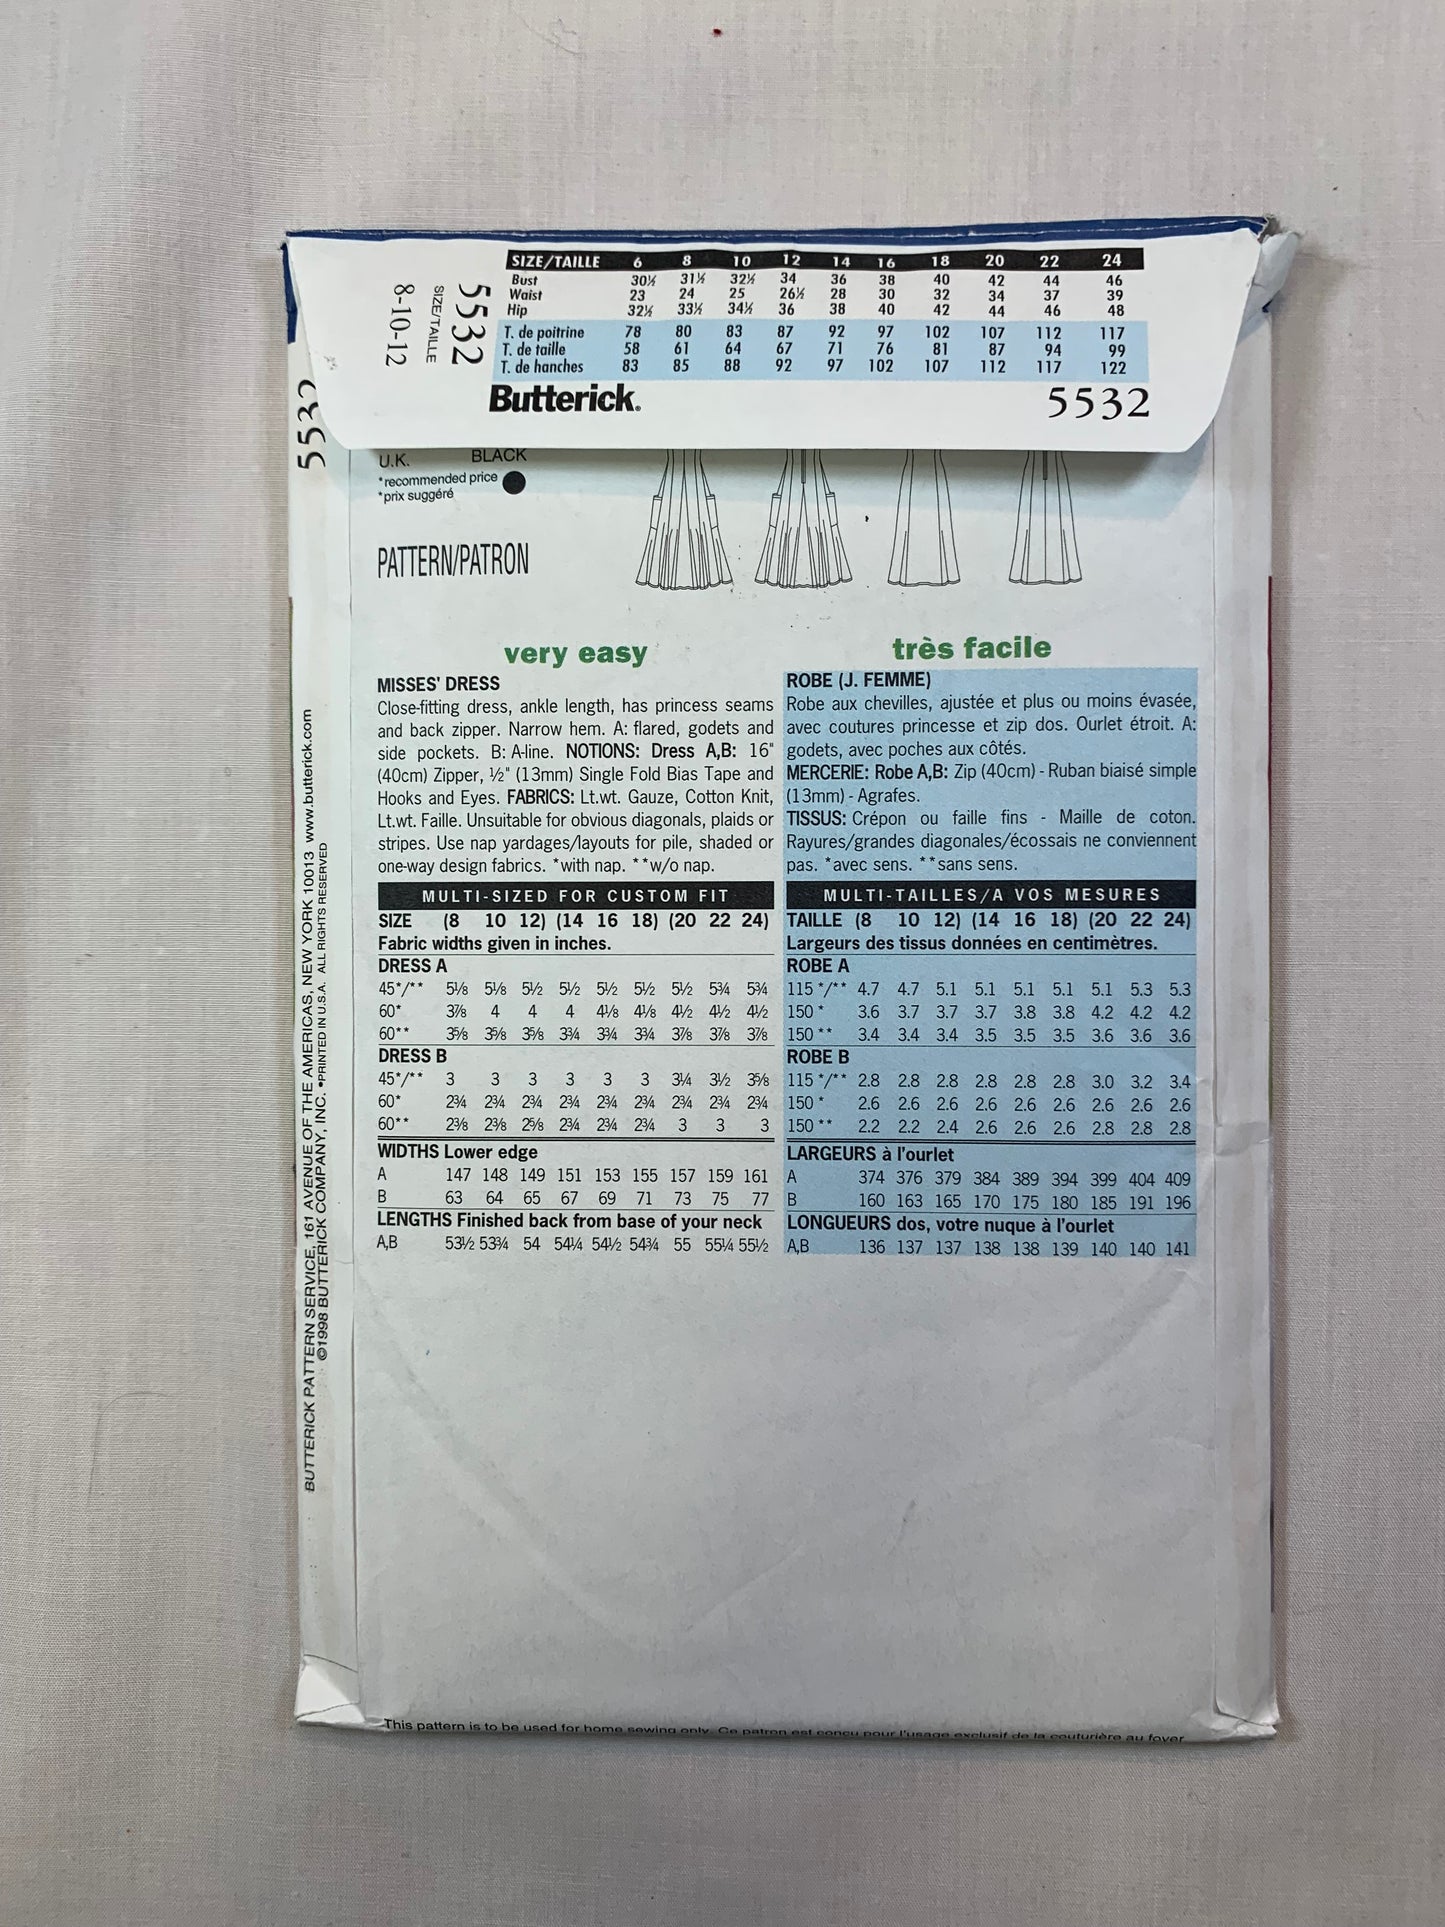 SIZE/TAILLE 6 8 10 12 14 16 18 20 22 24
Bust 30½ 31½ 32½ 34 36 38 40 42 44 46
Waist 23 24 25 26½ 28 30 32 34 37 39
Hip 32½ 33½ 34½ 36 38 40 42 44 46 48
T. de poitrine 78 80 83 87 92 97 102 107 112 117
T. de taille 58 61 64 67 71 76 81 87 94 99
T. de hanches 83 85 88 92 97 102 107 112 117 122
Butterick. 5532
5532
SIZE/TAILLE
8-10-12
5532
U.K. BLACK
*recommended price
*prix suggéré
PATTERN/PATRON
very easy
MISSES' DRESS
Close-fitting dress, ankle length, has princess seams
and back zipper. Narrow hem. A: flared, godets and
side pockets. B: A-line. NOTIONS: Dress A,B: 16"
(40cm) Zipper, ½" (13mm) Single Fold Bias Tape and
Hooks and Eyes. FABRICS: Lt.wt. Gauze, Cotton Knit,
Lt.wt. Faille. Unsuitable for obvious diagonals, plaids or
stripes. Use nap yardages/layouts for pile, shaded or
one-way design fabrics. *with nap. **w/o nap.
MULTI-SIZED FOR CUSTOM FIT
SIZE (8 10 12) (14 16 18) (20 22 24)
Fabric widths given in inches.
DRESS A
45*/** 5⅛ 5⅛ 5½ 5½ 5½ 5½ 5½ 5¾ 5¾
60* 3⅞ 4 4 4 4⅛ 4⅛ 4½ 4½ 4½
60** 3⅝ 3⅝ 3⅝ 3¾ 3¾ 3¾ 3⅞ 3⅞ 3⅞
DRESS B
45*/** 3 3 3 3 3 3 3¼ 3½ 3⅝
60* 2¾ 2¾ 2¾ 2¾ 2¾ 2¾ 2¾ 2¾ 2¾
60** 2⅜ 2⅜ 2⅝ 2¾ 2¾ 2¾ 3 3 3
WIDTHS Lower edge
A 147 148 149 151 153 155 157 159 161
B 63 64 65 67 69 71 73 75 77
LENGTHS Finished back from base of your neck
A,B 53½ 53¾ 54 54¼ 54½ 54¾ 55 55¼ 55½
très facile
ROBE (J. FEMME)
Robe aux chevilles, ajustée et plus ou moins évasée,
avec coutures princesse et zip dos. Ourlet étroit. A:
godets, avec poches aux côtés.
MERCERIE: Robe A,B: Zip (40cm) - Ruban biaisé simple
(13mm) - Agrafes.
TISSUS: Crépon ou faille fins - Maille de coton.
Rayures/grandes diagonales/écossais ne conviennent
pas. *avec sens. **sans sens.
MULTI-TAILLES/A VOS MESURES
TAILLE (8 10 12) (14 16 18) (20 22 24)
Largeurs des tissus données en centimètres.
ROBE A
115*/** 4.7 4.7 5.1 5.1 5.1 5.1 5.1 5.3 5.3
150* 3.6 3.7 3.7 3.7 3.8 3.8 4.2 4.2 4.2
150** 3.4 3.4 3.4 3.5 3.5 3.5 3.6 3.6 3.6
ROBE B
115*/** 2.8 2.8 2.8 2.8 2.8 2.8 3.0 3.2 3.4
150* 2.6 2.6 2.6 2.6 2.6 2.6 2.6 2.6 2.6
150** 2.2 2.2 2.4 2.6 2.6 2.6 2.8 2.8 2.8
LARGEURS à l'ourlet
A 374 376 379 384 389 394 399 404 409
B 160 163 165 170 175 180 185 191 196
LONGUEURS dos, votre nuque à l'ourlet
A,B 136 137 137 138 138 139 140 140 141
BUTTERICK PATTERN SERVICE, 161 AVENUE OF THE AMERICAS, NEW YORK 10013 www.butterick.com
©1998 BUTTERICK COMPANY, INC. •PRINTED IN U.S.A. ALL RIGHTS RESERVED
This pattern is to be used for home sewing only. Ce patron est conçu pour l'usage exclusif de la couturière au foyer